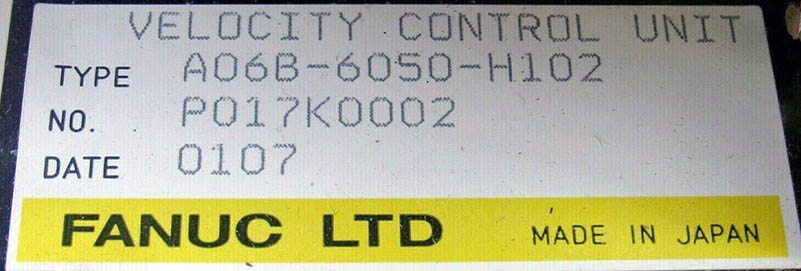 VELOCITY CONTROL UNIT
TYPE A06B-6050-H102
NO. P017K0002
DATE 0107
FANUC LTD MADE IN JAPAN